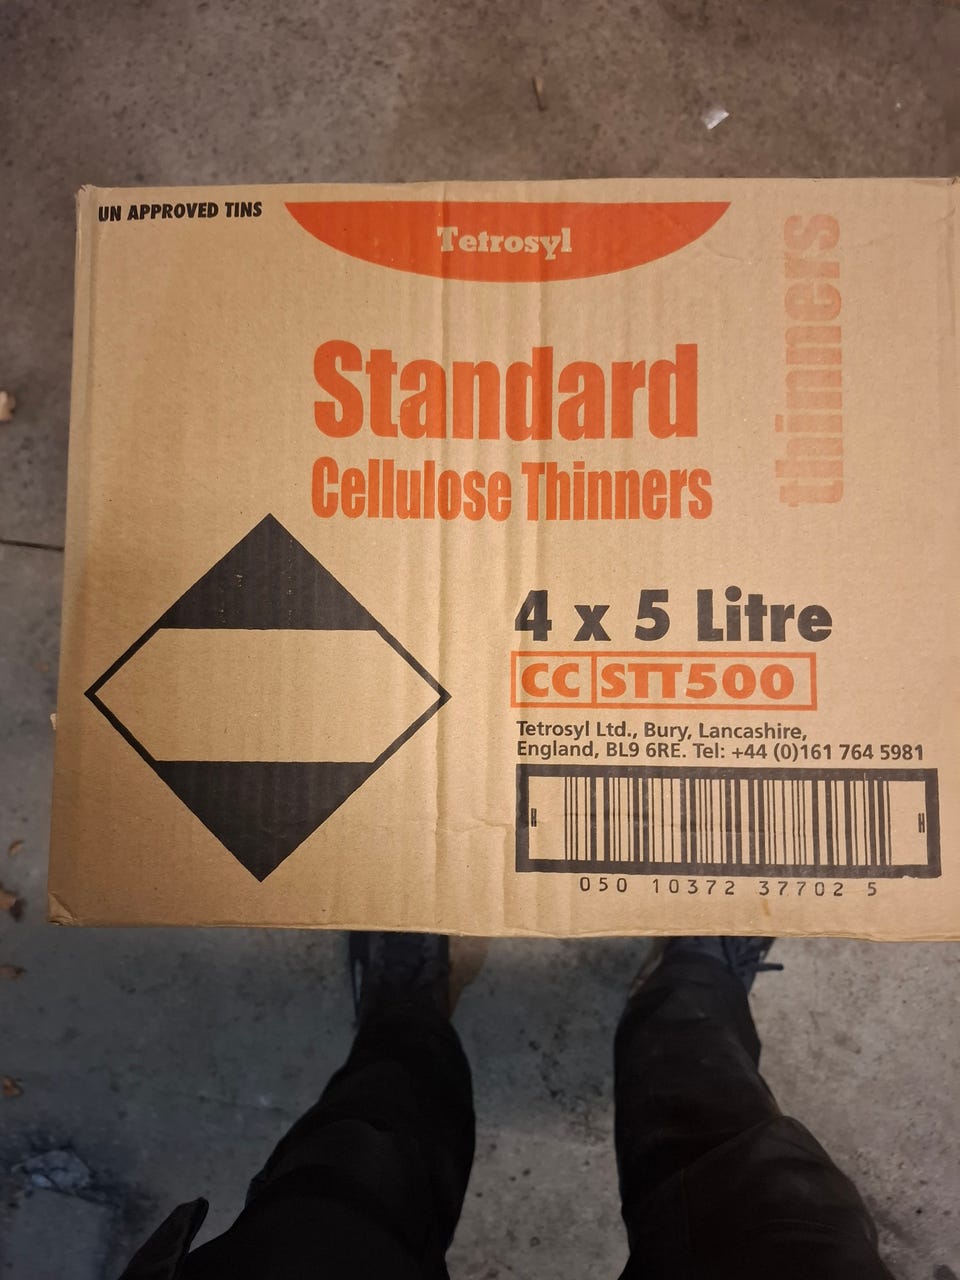 UN APPROVED TINS
Tetrosyl
thinners
Standard
Cellulose Thinners
4 x 5 Litre
CC STT500
Tetrosyl Ltd., Bury, Lancashire,
England, BL9 6RE. Tel: +44 (0)161 764 5981
H H
050 10372 37702 5